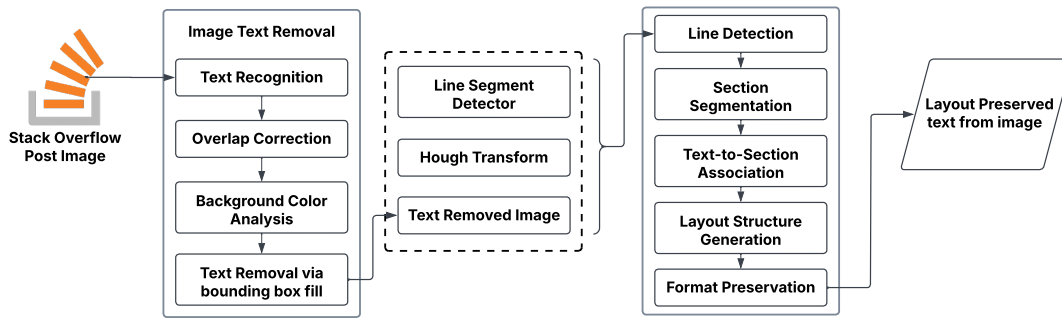 Stack Overflow
Post Image
Image Text Removal
Text Recognition
Overlap Correction
Background Color
Analysis
Text Removal via
bounding box fill
Line Segment
Detector
Hough Transform
Text Removed Image
Line Detection
Section
Segmentation
Text-to-Section
Association
Layout Structure
Generation
Format Preservation
Layout Preserved
text from image